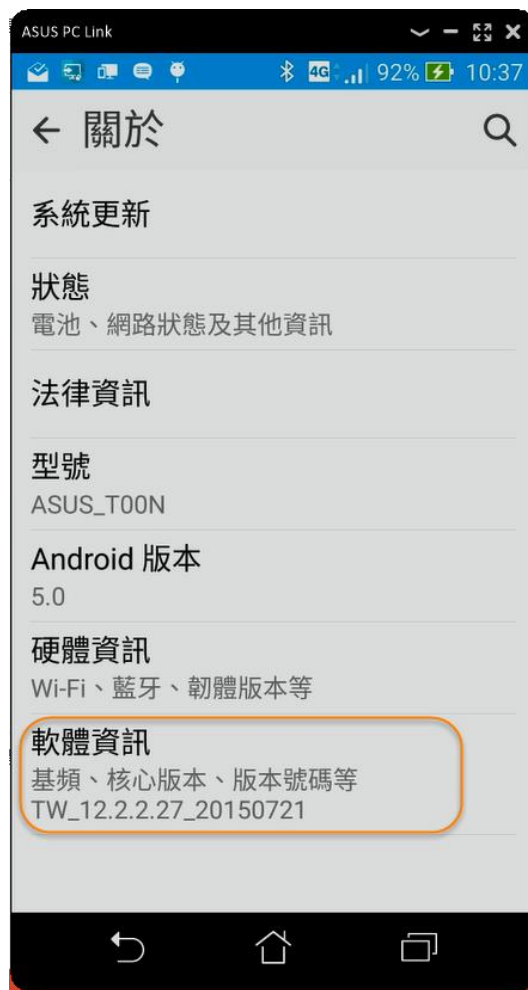 ASUS PC Link
4G 92% 10:37
關於
系統更新
狀態
電池、網路狀態及其他資訊
法律資訊
型號
ASUS_T00N
Android 版本
5.0
硬體資訊
Wi-Fi、藍牙、韌體版本等
軟體資訊
基頻、核心版本、版本號碼等
TW_12.2.2.27_20150721